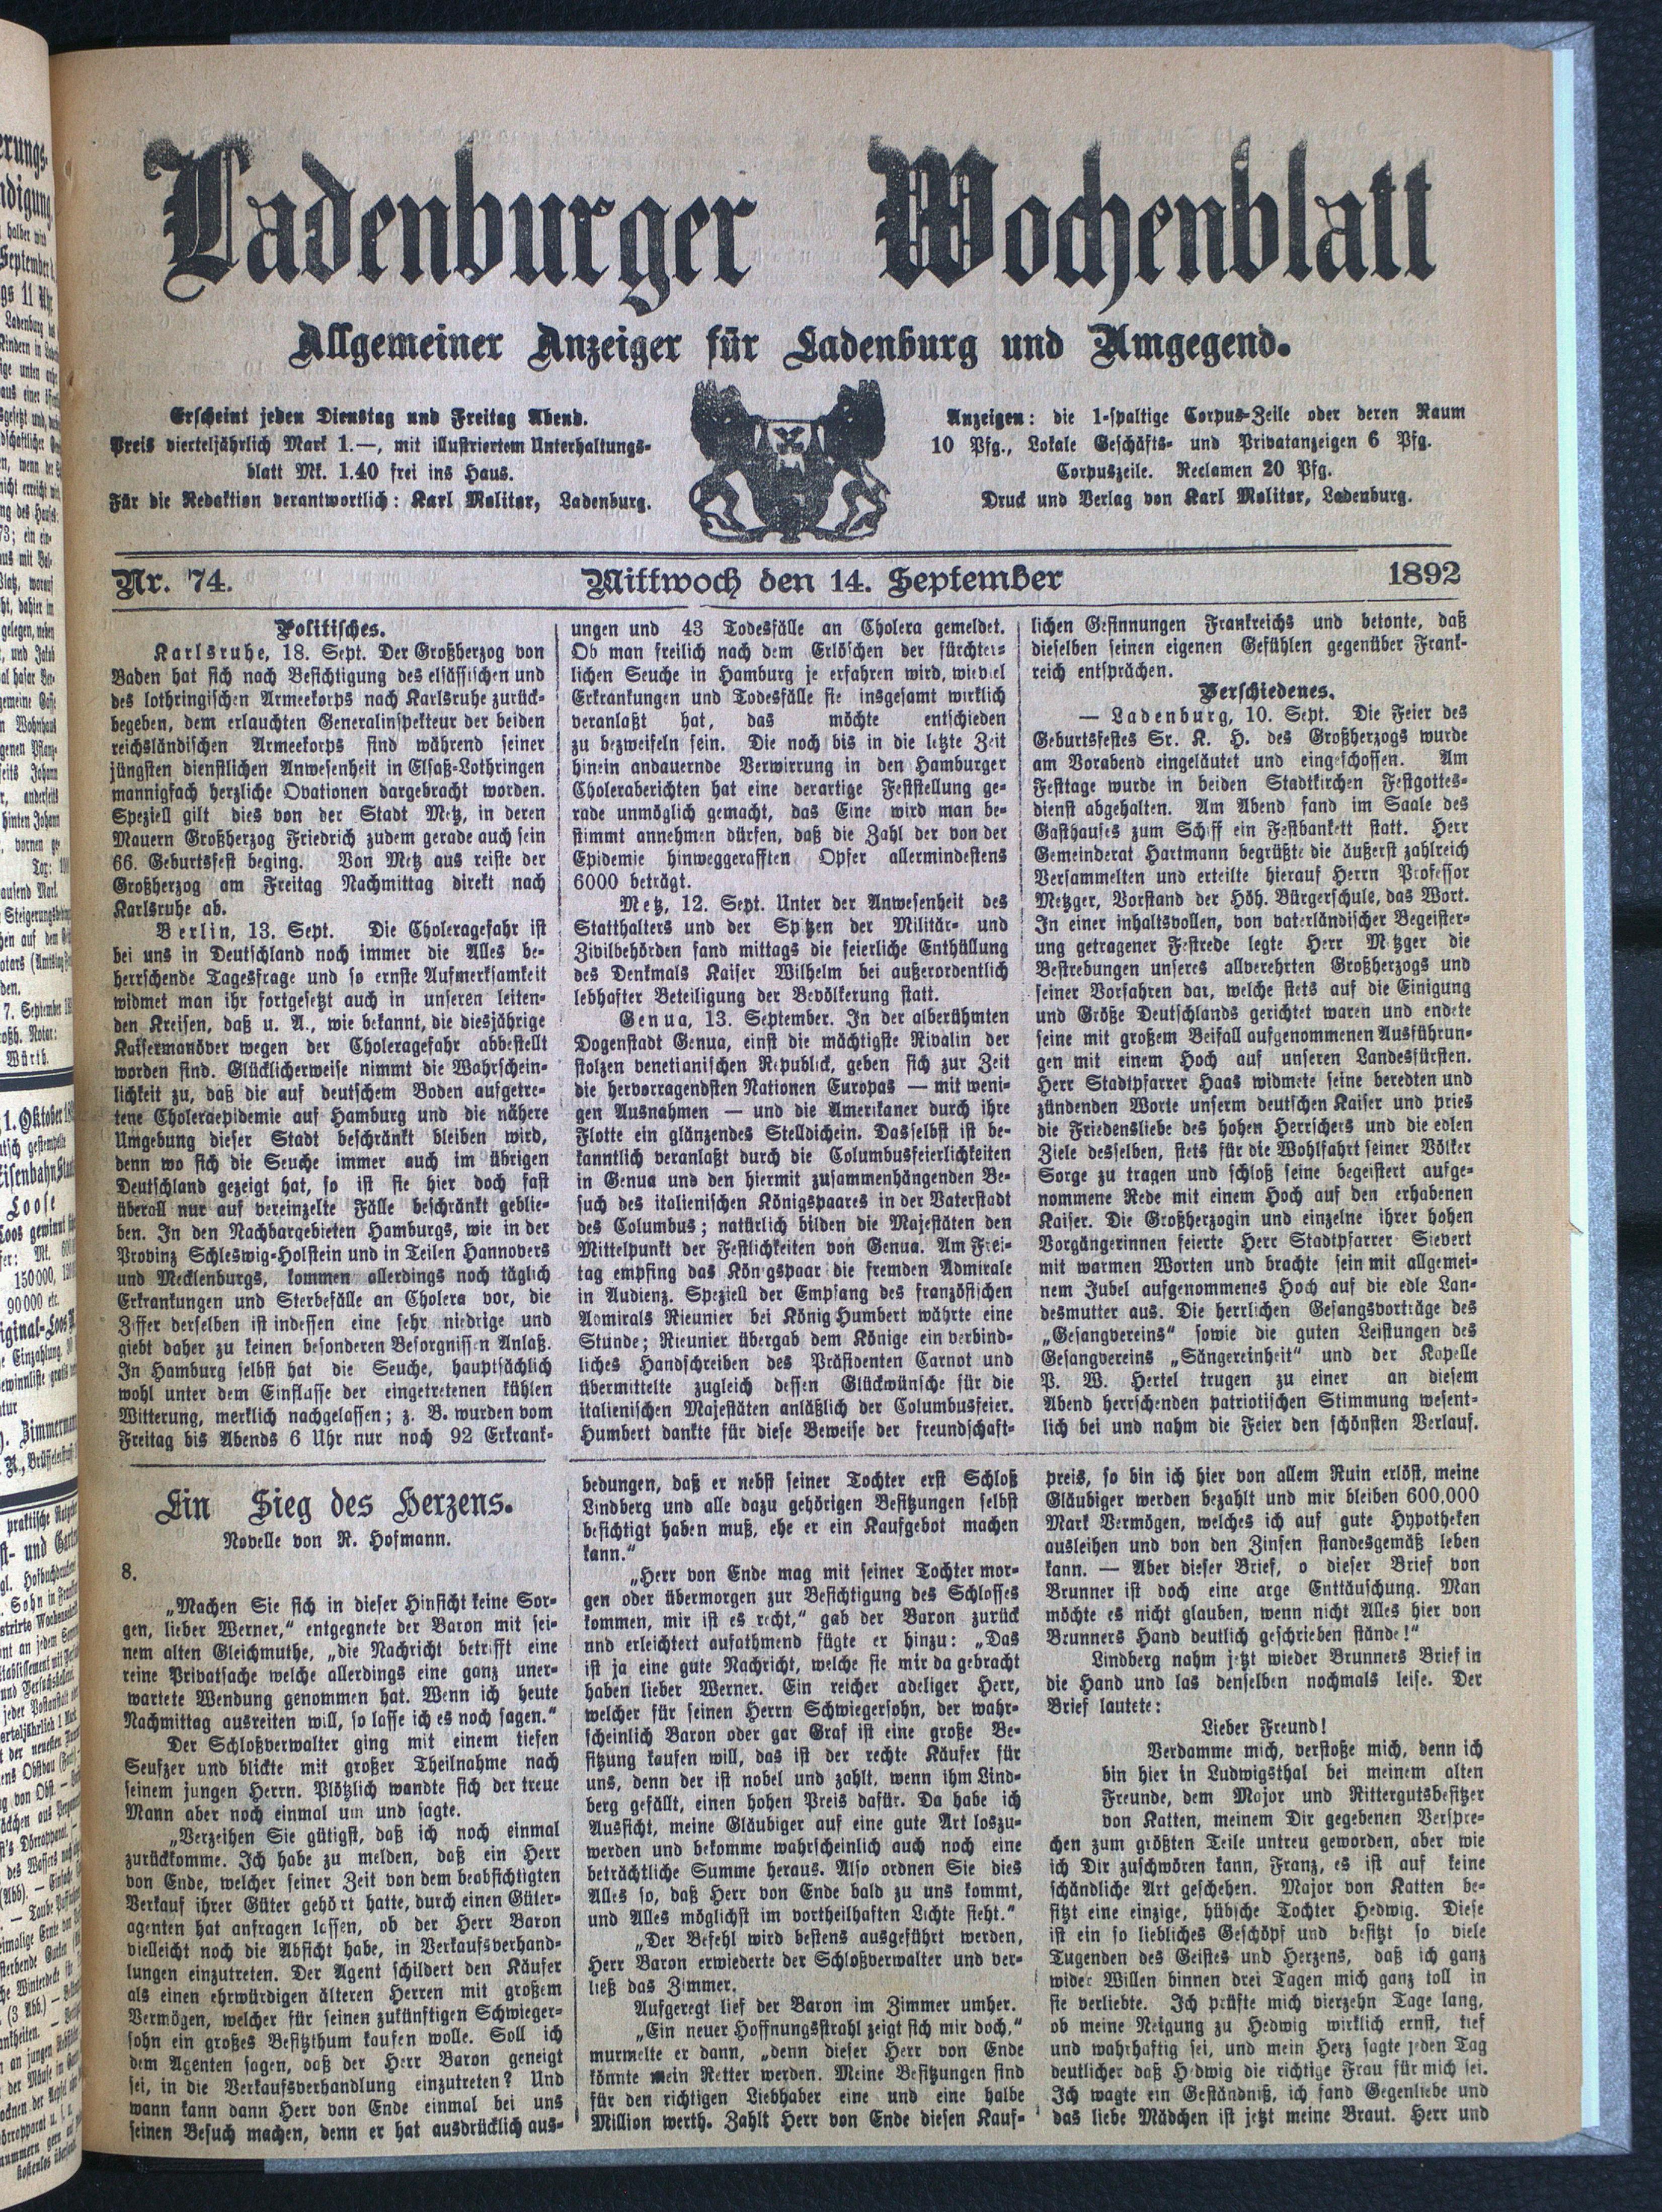 Ladenburger Wochenblatt
Allgemeiner Anzeiger für Ladenburg und Umgegend.
Erscheint jeden Dienstag und Freitag Abend.
Preis vierteljährlich Mark 1.—, mit illustriertem Unterhaltungs-
blatt Mk. 1.40 frei ins Haus.
Für die Redaktion verantwortlich: Karl Molitor, Ladenburg.
Anzeigen: die 1-spaltige Corpus-Zeile oder deren Raum
10 Pfg., Lokale Geschäfts- und Privatanzeigen 6 Pfg.
Corpuszeile. Reclamen 20 Pfg.
Druck und Verlag von Karl Molitor, Ladenburg.
Nr. 74. Mittwoch den 14. September 1892
Politisches.
Karlsruhe, 18. Sept. Der Großherzog von
Baden hat sich nach Besichtigung des elsässischen und
des lothringischen Armeekorps nach Karlsruhe zurück-
begeben, dem erlauchten Generalinspekteur der beiden
reichsländischen Armeekorps sind während seiner
jüngsten dienstlichen Anwesenheit in Elsaß-Lothringen
mannigfach herzliche Ovationen dargebracht worden.
Speziell gilt dies von der Stadt Metz, in deren
Mauern Großherzog Friedrich zudem gerade auch sein
66. Geburtsfest beging. Von Metz aus reiste der
Großherzog am Freitag Nachmittag direkt nach
Karlsruhe ab.
Berlin, 13. Sept. Die Choleragefahr ist
bei uns in Deutschland noch immer die Alles be-
herrschende Tagesfrage und so ernste Aufmerksamkeit
widmet man ihr fortgesetzt auch in unseren leiten-
den Kreisen, daß u. A., wie bekannt, die diesjährige
Kaisermanöver wegen der Choleragefahr abbestellt
worden sind. Glücklicherweise nimmt die Wahrschein-
lichkeit zu, daß die auf deutschem Boden aufgetre-
tene Choleraepidemie auf Hamburg und die nähere
Umgebung dieser Stadt beschränkt bleiben wird,
denn wo sich die Seuche immer auch im übrigen
Deutschland gezeigt hat, so ist sie hier doch fast
überall nur auf vereinzelte Fälle beschränkt geblie-
ben. In den Nachbargebieten Hamburgs, wie in der
Provinz Schleswig-Holstein und in Teilen Hannovers
und Mecklenburgs, kommen allerdings noch täglich
Erkrankungen und Sterbefälle an Cholera vor, die
Ziffer derselben ist indessen eine sehr niedrige und
giebt daher zu keinen besonderen Besorgnissen Anlaß.
In Hamburg selbst hat die Seuche, hauptsächlich
wohl unter dem Einflusse der eingetretenen kühlen
Witterung, merklich nachgelassen; z. B. wurden vom
Freitag bis Abends 6 Uhr nur noch 92 Erkrank-
ungen und 43 Todesfälle an Cholera gemeldet.
Ob man freilich nach dem Erlöschen der fürchter-
lichen Seuche in Hamburg je erfahren wird, wieviel
Erkrankungen und Todesfälle sie insgesamt wirklich
veranlaßt hat, das möchte entschieden
zu bezweifeln sein. Die noch bis in die letzte Zeit
hinein andauernde Verwirrung in den Hamburger
Choleraberichten hat eine derartige Feststellung ge-
rade unmöglich gemacht, das Eine wird man be-
stimmt annehmen dürfen, daß die Zahl der von der
Epidemie hinweggerafften Opfer allermindestens
6000 beträgt.
Metz, 12. Sept. Unter der Anwesenheit des
Statthalters und der Spitzen der Militär- und
Zivilbehörden fand mittags die feierliche Enthüllung
des Denkmals Kaiser Wilhelm bei außerordentlich
lebhafter Beteiligung der Bevölkerung statt.
Genua, 13. September. In der alberühmten
Dogenstadt Genua, einst die mächtigste Rivalin der
stolzen venetianischen Republick, geben sich zur Zeit
die hervorragendsten Nationen Europas — mit weni-
gen Ausnahmen — und die Amerikaner durch ihre
Flotte ein glänzendes Stelldichein. Dasselbst ist be-
kanntlich veranlaßt durch die Columbusfeierlichkeiten
in Genua und den hiermit zusammenhängenden Be-
such des italienischen Königspaares in der Vaterstadt
des Columbus; natürlich bilden die Majestäten den
Mittelpunkt der Festlichkeiten von Genua. Am Frei-
tag empfing das Kön'gspaar die fremden Admirale
in Audienz. Speziell der Empfang des französischen
Admirals Rieunier bei König Humbert währte eine
Stunde; Rieunier übergab dem Könige ein verbind-
liches Handschreiben des Präsidenten Carnot und
übermittelte zugleich dessen Glückwünsche für die
italienischen Majestäten anläßlich der Columbusfeier.
Humbert dankte für diese Beweise der freundschaft-
lichen Gesinnungen Frankreichs und betonte, daß
dieselben seinen eigenen Gefühlen gegenüber Frank-
reich entsprächen.
Verschiedenes.
— Ladenburg, 10. Sept. Die Feier des
Geburtsfestes Sr. K. H. des Großherzogs wurde
am Vorabend eingeläutet und eingeschossen. Am
Festtage wurde in beiden Stadtkirchen Festgottes-
dienst abgehalten. Am Abend fand im Saale des
Gasthauses zum Schiff ein Festbankett statt. Herr
Gemeinderat Hartmann begrüßte die äußerst zahlreich
Versammelten und erteilte hierauf Herrn Professor
Metzger, Vorstand der Höh. Bürgerschule, das Wort.
In einer inhaltsvollen, von vaterländischer Begeister-
ung getragener Festrede legte Herr Metzger die
Bestrebungen unseres allverehrten Großherzogs und
seiner Vorfahren dar, welche stets auf die Einigung
und Größe Deutschlands gerichtet waren und endete
seine mit großem Beifall aufgenommenen Ausführun-
gen mit einem Hoch auf unseren Landesfürsten.
Herr Stadtpfarrer Haas widmete seine beredten und
zündenden Worte unserm deutschen Kaiser und pries
die Friedensliebe des hohen Herrschers und die edlen
Ziele desselben, stets für die Wohlfahrt seiner Völker
Sorge zu tragen und schloß seine begeistert aufge-
nommene Rede mit einem Hoch auf den erhabenen
Kaiser. Die Großherzogin und einzelne ihrer hohen
Vorgängerinnen feierte Herr Stadtpfarrer Sievert
mit warmen Worten und brachte sein mit allgemei-
nem Jubel aufgenommenes Hoch auf die edle Lan-
desmutter aus. Die herrlichen Gesangsvorträge des
„Gesangvereins“ sowie die guten Leistungen des
Gesangvereins „Sängereinheit“ und der Kapelle
P. W. Hertel trugen zu einer an diesem
Abend herrschenden patriotischen Stimmung wesent-
lich bei und nahm die Feier den schönsten Verlauf.
Ein Sieg des Herzens.
Novelle von R. Hofmann.
8.
„Machen Sie sich in dieser Hinsicht keine Sor-
gen, lieber Werner,“ entgegnete der Baron mit sei-
nem alten Gleichmuthe, „die Nachricht betrifft eine
reine Privatsache welche allerdings eine ganz uner-
wartete Wendung genommen hat. Wenn ich heute
Nachmittag ausreiten will, so lasse ich es noch sagen.“
Der Schloßverwalter ging mit einem tiefen
Seufzer und blickte mit großer Theilnahme nach
seinem jungen Herrn. Plötzlich wandte sich der treue
Mann aber noch einmal um und sagte.
„Verzeihen Sie gütigst, daß ich noch einmal
zurückkomme. Ich habe zu melden, daß ein Herr
von Ende, welcher seiner Zeit von dem beabsichtigten
Verkauf ihrer Güter gehört hatte, durch einen Güter-
agenten hat anfragen lassen, ob der Herr Baron
vielleicht noch die Absicht habe, in Verkaufsverhand-
lungen einzutreten. Der Agent schildert den Käufer
als einen ehrwürdigen älteren Herren mit großem
Vermögen, welcher für seinen zukünftigen Schwieger-
sohn ein großes Besitzthum kaufen wolle. Soll ich
dem Agenten sagen, daß der Herr Baron geneigt
sei, in die Verkaufsverhandlung einzutreten? Und
wann kann dann Herr von Ende einmal bei uns
seinen Besuch machen, denn er hat ausdrücklich aus-
bedungen, daß er nebst seiner Tochter erst Schloß
Lindberg und alle dazu gehörigen Besitzungen selbst
besichtigt haben muß, ehe er ein Kaufgebot machen
kann.“
„Herr von Ende mag mit seiner Tochter mor-
gen oder übermorgen zur Besichtigung des Schlosses
kommen, mir ist es recht,“ gab der Baron zurück
und erleichtert aufathmend fügte er hinzu: „Das
ist ja eine gute Nachricht, welche sie mir da gebracht
haben lieber Werner. Ein reicher adeliger Herr,
welcher für seinen Herrn Schwiegersohn, der wahr-
scheinlich Baron oder gar Graf ist eine große Be-
sitzung kaufen will, das ist der rechte Käufer für
uns, denn der ist nobel und zahlt, wenn ihm Lind-
berg gefällt, einen hohen Preis dafür. Da habe ich
Aussicht, meine Gläubiger auf eine gute Art loszu-
werden und bekomme wahrscheinlich auch noch eine
beträchtliche Summe heraus. Also ordnen Sie dies
Alles so, daß Herr von Ende bald zu uns kommt,
und Alles möglichst im vortheilhaften Lichte sieht.“
„Der Befehl wird bestens ausgeführt werden,
Herr Baron erwiederte der Schloßverwalter und ver-
ließ das Zimmer.
Aufgeregt lief der Baron im Zimmer umher.
„Ein neuer Hoffnungsstrahl zeigt sich mir doch,“
murmelte er dann, „denn dieser Herr von Ende
könnte mein Retter werden. Meine Besitzungen sind
für den richtigen Liebhaber eine und eine halbe
Million werth. Zahlt Herr von Ende diesen Kauf-
preis, so bin ich hier von allem Ruin erlöst, meine
Gläubiger werden bezahlt und mir bleiben 600,000
Mark Vermögen, welches ich auf gute Hypotheken
ausleihen und von den Zinsen standesgemäß leben
kann. — Aber dieser Brief, o dieser Brief von
Brunner ist doch eine arge Enttäuschung. Man
möchte es nicht glauben, wenn nicht Alles hier von
Brunners Hand deutlich geschrieben stände!“
Lindberg nahm jetzt wieder Brunners Brief in
die Hand und las denselben nochmals leise. Der
Brief lautete:
Lieber Freund!
Verdamme mich, verstoße mich, denn ich
bin hier in Ludwigsthal bei meinem alten
Freunde, dem Major und Rittergutsbesitzer
von Katten, meinem Dir gegebenen Verspre-
chen zum größten Teile untreu geworden, aber wie
ich Dir zuschwören kann, Franz, es ist auf keine
schändliche Art geschehen. Major von Katten be-
sitzt eine einzige, hübsche Tochter Hedwig. Diese
ist ein so liebliches Geschöpf und besitzt so viele
Tugenden des Geistes und Herzens, daß ich ganz
wider Willen binnen drei Tagen mich ganz toll in
sie verliebte. Ich prüfte mich vierzehn Tage lang,
ob meine Neigung zu Hedwig wirklich ernst, tief
und wahrhaftig sei, und mein Herz sagte jeden Tag
deutlicher daß Hedwig die richtige Frau für mich sei.
Ich wagte ein Geständniß, ich fand Gegenliebe und
das liebe Mädchen ist jetzt meine Braut. Herr und